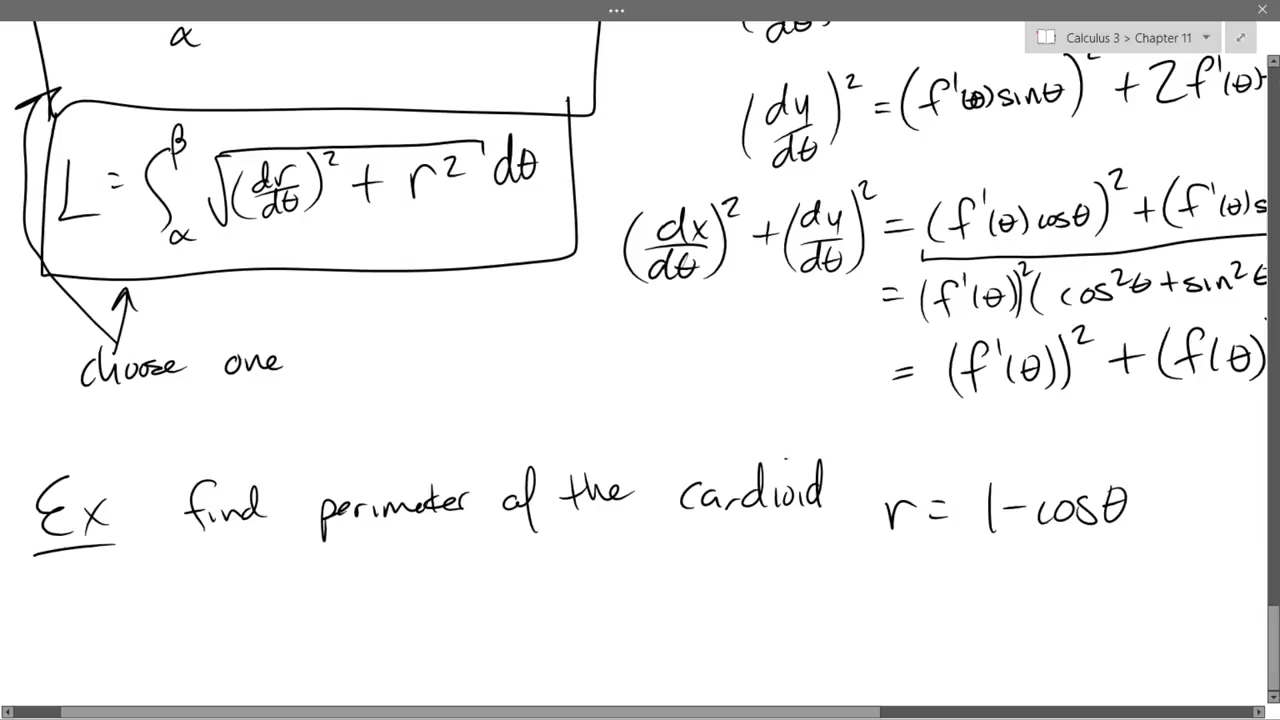 Calculus 3 > Chapter 11
α
L = ∫_α^β √((dr/dθ)² + r²) dθ
choose one
(dy/dθ)² = (f'(θ) sinθ)² + 2f'(θ)
(dx/dθ)² + (dy/dθ)² = (f'(θ) cosθ)² + (f'(θ) s
= (f'(θ))² (cos²θ + sin²θ
= (f'(θ))² + (f(θ)
Ex find perimeter of the cardioid r = 1 - cosθ